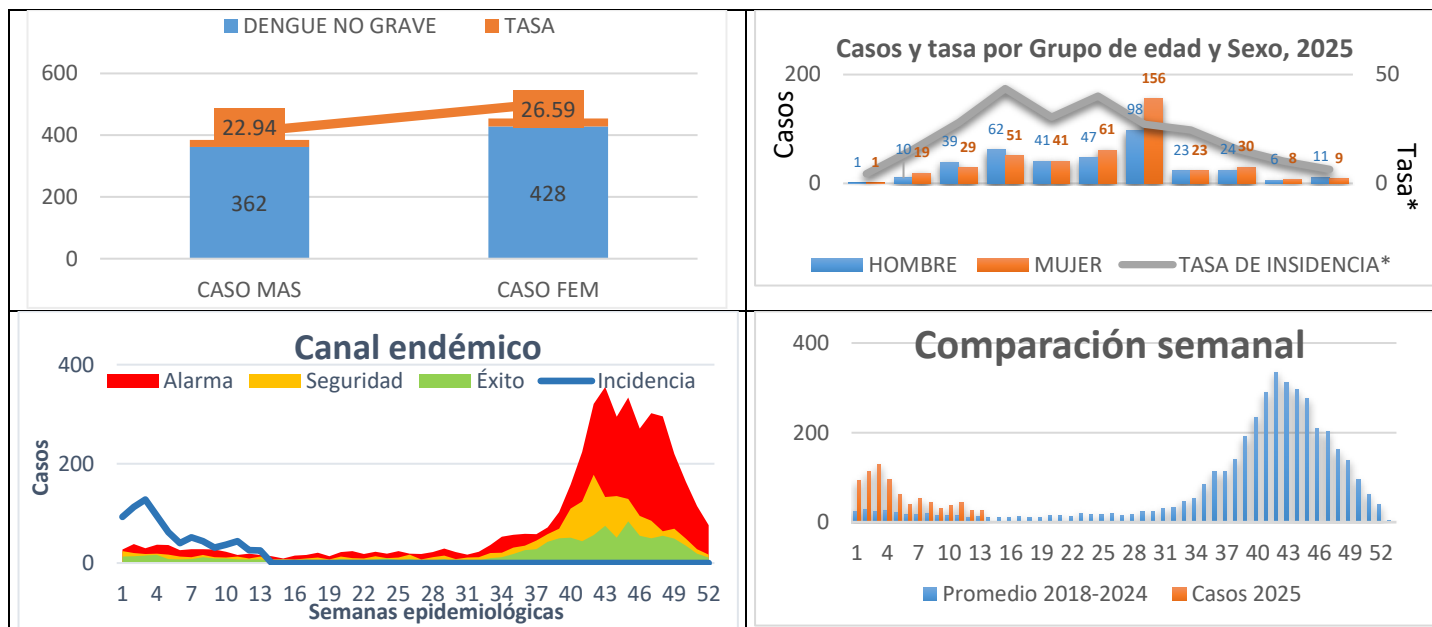 DENGUE NO GRAVE TASA
600
400
200
0
22.94
26.59
362
428
CASO MAS CASO FEM
Casos y tasa por Grupo de edad y Sexo, 2025
Casos
200
0
50
0
Tasa*
1 1 10 19 39 29 62 51 41 41 47 61 98 156 23 23 24 30 6 8 11 9
HOMBRE MUJER TASA DE INSIDENCIA*
Canal endémico
Alarma Seguridad Éxito Incidencia
Casos
400
200
0
1 4 7 10 13 16 19 22 25 28 31 34 37 40 43 46 49 52
Semanas epidemiológicas
Comparación semanal
400
200
0
1 4 7 10 13 16 19 22 25 28 31 34 37 40 43 46 49 52
Promedio 2018-2024 Casos 2025